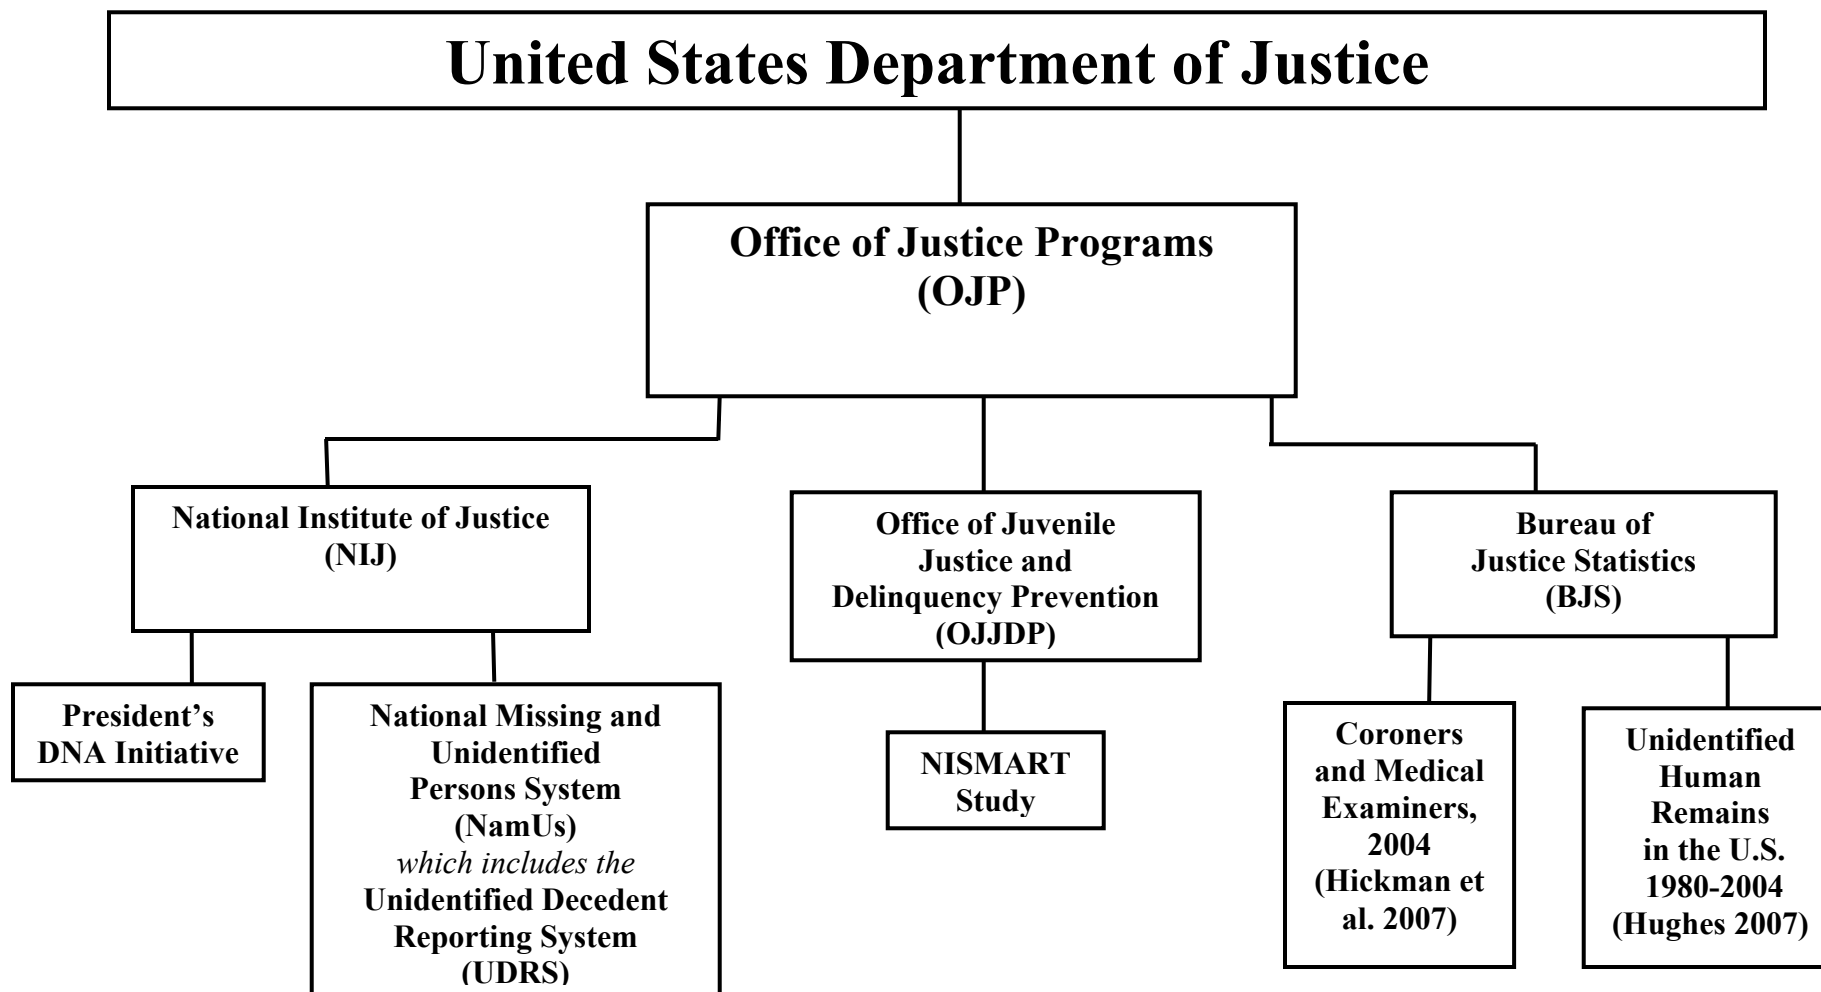 United States Department of Justice
Office of Justice Programs
(OJP)
National Institute of Justice
(NIJ)
Office of Juvenile
Justice and
Delinquency Prevention
(OJJDP)
Bureau of
Justice Statistics
(BJS)
President’s
DNA Initiative
National Missing and
Unidentified
Persons System
(NamUs)
which includes the
Unidentified Decedent
Reporting System
(UDRS)
NISMART
Study
Coroners
and Medical
Examiners,
2004
(Hickman et
al. 2007)
Unidentified
Human
Remains
in the U.S.
1980-2004
(Hughes 2007)